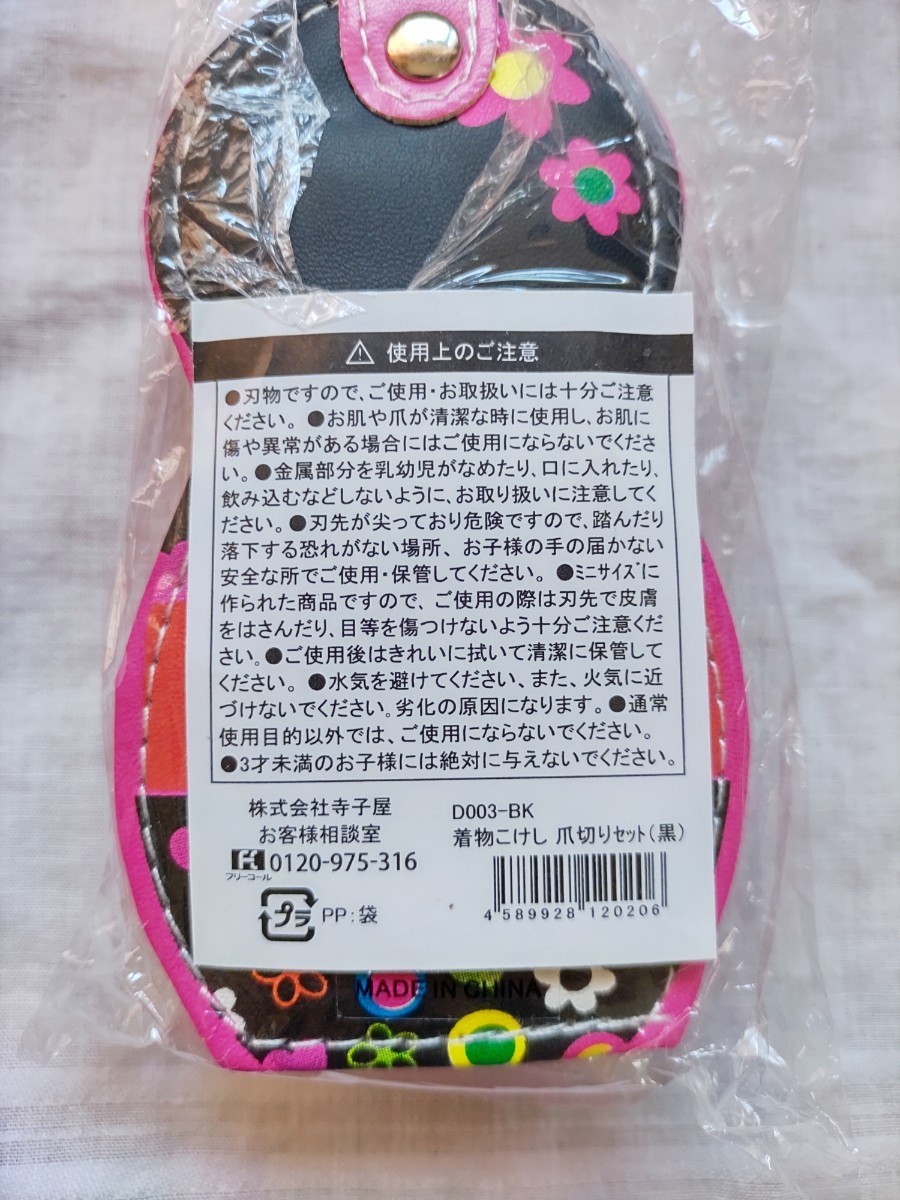 ⚠ 使用上のご注意
●刃物ですので、ご使用・お取扱いには十分ご注意
ください。 ●お肌や爪が清潔な時に使用し、お肌に
傷や異常がある場合にはご使用にならないでくださ
い。●金属部分を乳幼児がなめたり、口に入れたり、
飲み込むなどしないように、お取り扱いに注意してく
ださい。●刃先が尖っており危険ですので、踏んだり
落下する恐れがない場所、お子様の手の届かない
安全な所でご使用・保管してください。 ●ミニサイズに
作られた商品ですので、ご使用の際は刃先で皮膚
をはさんだり、目等を傷つけないよう十分ご注意くだ
さい。●ご使用後はきれいに拭いて清潔に保管して
ください。 ●水気を避けてください、また、火気に近
づけないでください。劣化の原因になります。●通常
使用目的以外では、ご使用にならないでください。
●3才未満のお子様には絶対に与えないでください。
株式会社寺子屋
お客様相談室
フリーコール 0120-975-316
プラ PP:袋
D003-BK
着物こけし 爪切りセット(黒)
4 589928 120206
MADE IN CHINA